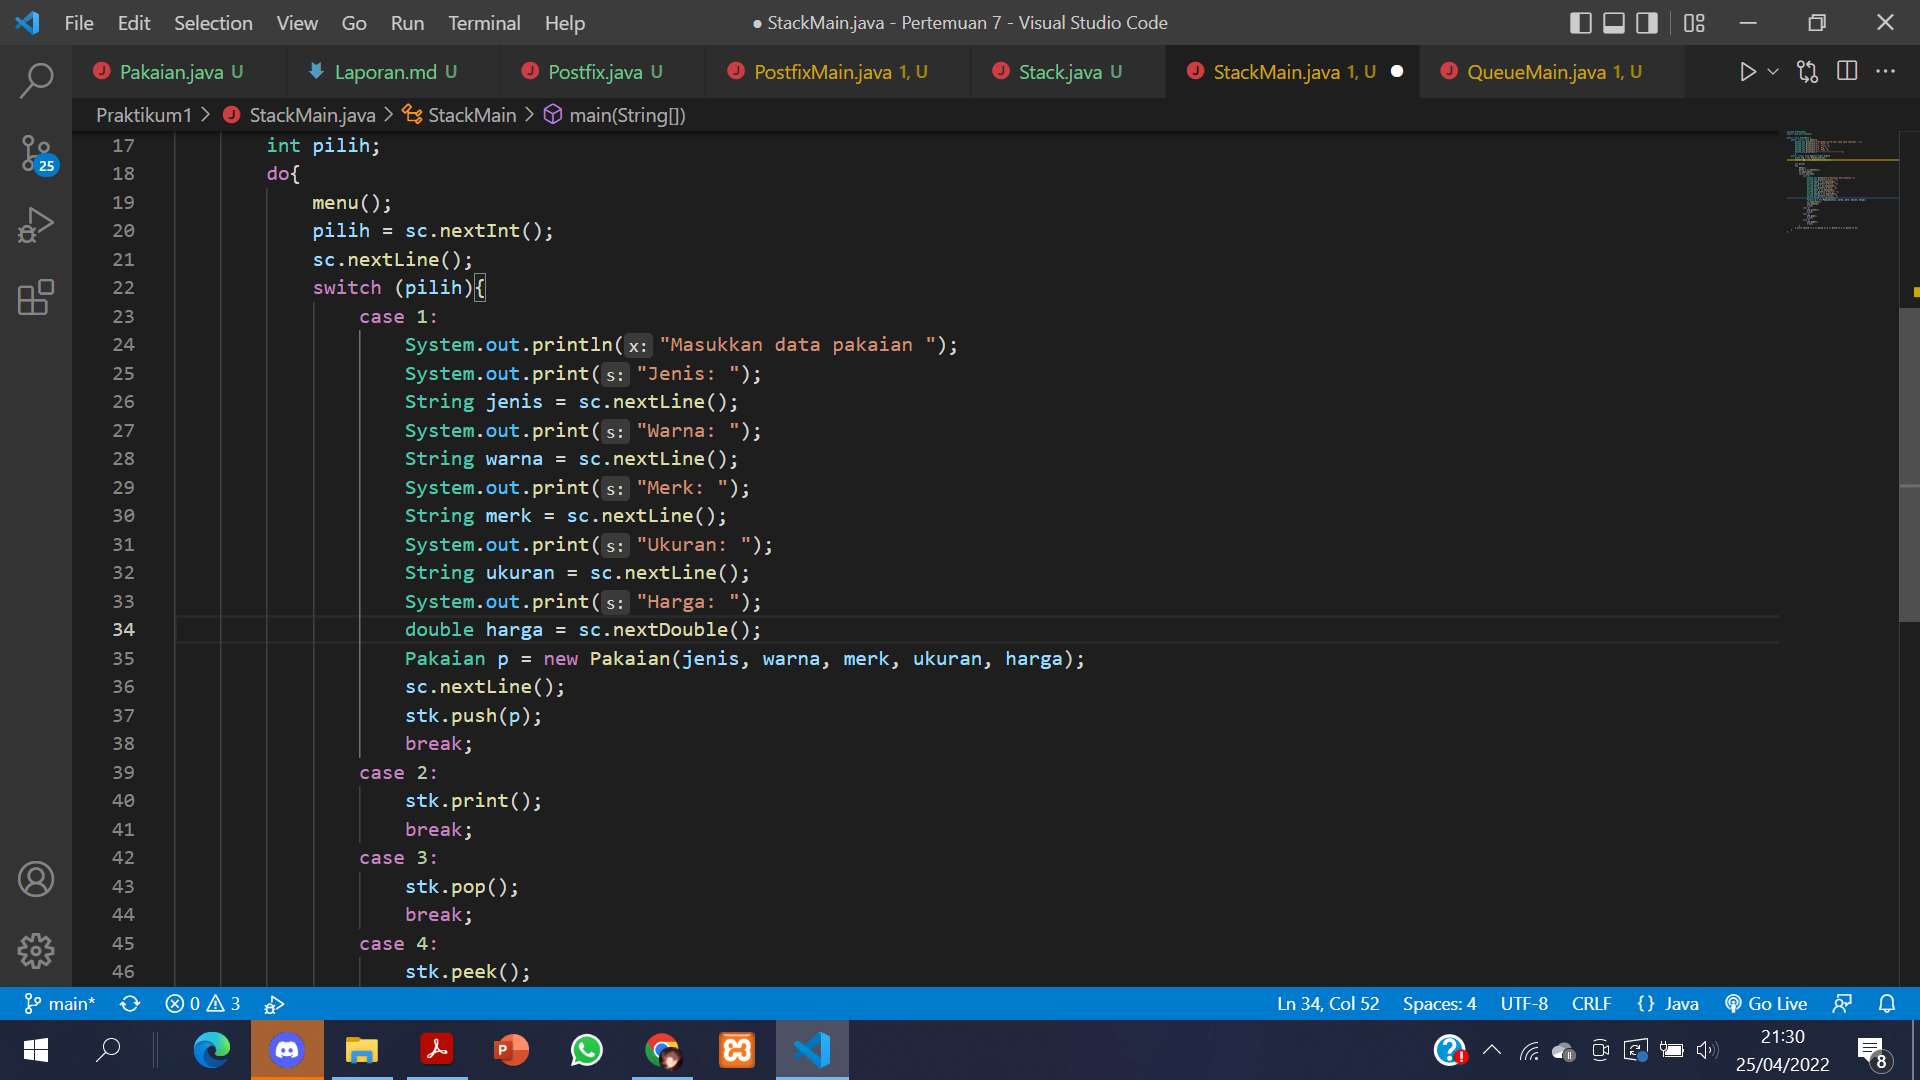 File Edit Selection View Go Run Terminal Help
● StackMain.java - Pertemuan 7 - Visual Studio Code
Pakaian.java U
Laporan.md U
Postfix.java U
PostfixMain.java 1, U
Stack.java U
StackMain.java 1, U
QueueMain.java 1, U
Praktikum1 > StackMain.java > StackMain > main(String[])
17 int pilih;
18 do{
19 menu();
20 pilih = sc.nextInt();
21 sc.nextLine();
22 switch (pilih){
23 case 1:
24 System.out.println(x: "Masukkan data pakaian ");
25 System.out.print(s: "Jenis: ");
26 String jenis = sc.nextLine();
27 System.out.print(s: "Warna: ");
28 String warna = sc.nextLine();
29 System.out.print(s: "Merk: ");
30 String merk = sc.nextLine();
31 System.out.print(s: "Ukuran: ");
32 String ukuran = sc.nextLine();
33 System.out.print(s: "Harga: ");
34 double harga = sc.nextDouble();
35 Pakaian p = new Pakaian(jenis, warna, merk, ukuran, harga);
36 sc.nextLine();
37 stk.push(p);
38 break;
39 case 2:
40 stk.print();
41 break;
42 case 3:
43 stk.pop();
44 break;
45 case 4:
46 stk.peek();
25
main* 0 3 Ln 34, Col 52 Spaces: 4 UTF-8 CRLF {} Java Go Live
21:30
25/04/2022
8